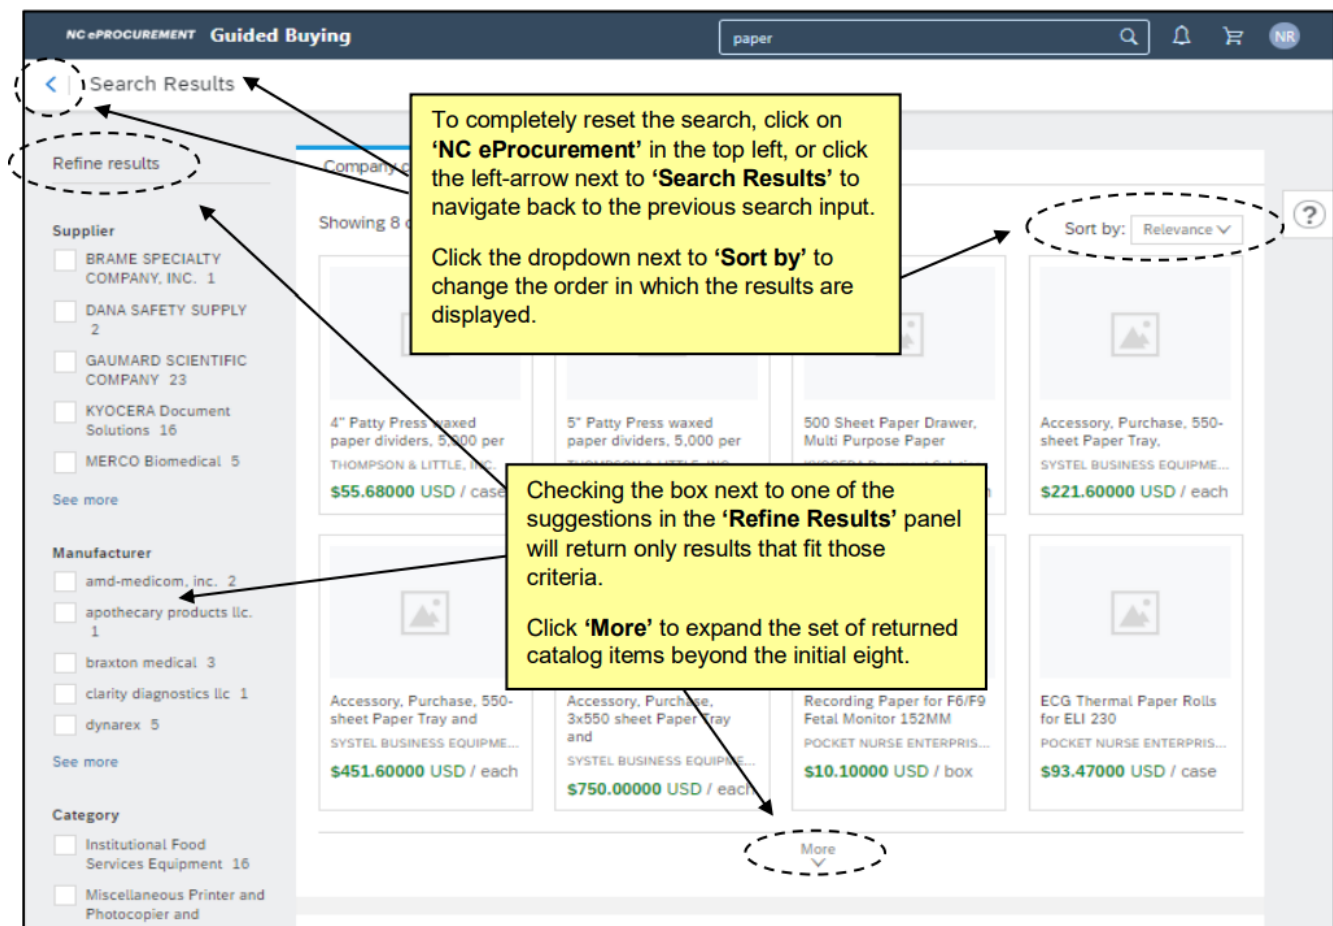 NC ePROCUREMENT Guided Buying
paper
NR
Search Results
Refine results
Supplier
BRAME SPECIALTY
COMPANY, INC. 1
DANA SAFETY SUPPLY
2
GAUMARD SCIENTIFIC
COMPANY 23
KYOCERA Document
Solutions 16
MERCO Biomedical 5
See more
Manufacturer
amd-medicom, inc. 2
apothecary products llc.
1
braxton medical 3
clarity diagnostics llc 1
dynarex 5
See more
Category
Institutional Food
Services Equipment 16
Miscellaneous Printer and
Photocopier and
To completely reset the search, click on
‘NC eProcurement’ in the top left, or click
the left-arrow next to ‘Search Results’ to
navigate back to the previous search input.
Click the dropdown next to ‘Sort by’ to
change the order in which the results are
displayed.
Company
Showing 8
Sort by: Relevance
?
4" Patty Press waxed
paper dividers, 5,000 per
THOMPSON & LITTLE, INC.
$55.68000 USD / case
5" Patty Press waxed
paper dividers, 5,000 per
500 Sheet Paper Drawer,
Multi Purpose Paper
Accessory, Purchase, 550-
sheet Paper Tray,
SYSTEL BUSINESS EQUIPME...
$221.60000 USD / each
Checking the box next to one of the
suggestions in the ‘Refine Results’ panel
will return only results that fit those
criteria.
Click ‘More’ to expand the set of returned
catalog items beyond the initial eight.
Accessory, Purchase, 550-
sheet Paper Tray and
SYSTEL BUSINESS EQUIPME...
$451.60000 USD / each
Accessory, Purchase,
3x550 sheet Paper Tray
and
SYSTEL BUSINESS EQUIPME...
$750.00000 USD / each
Recording Paper for F6/F9
Fetal Monitor 152MM
POCKET NURSE ENTERPRIS...
$10.10000 USD / box
ECG Thermal Paper Rolls
for ELI 230
POCKET NURSE ENTERPRIS...
$93.47000 USD / case
More